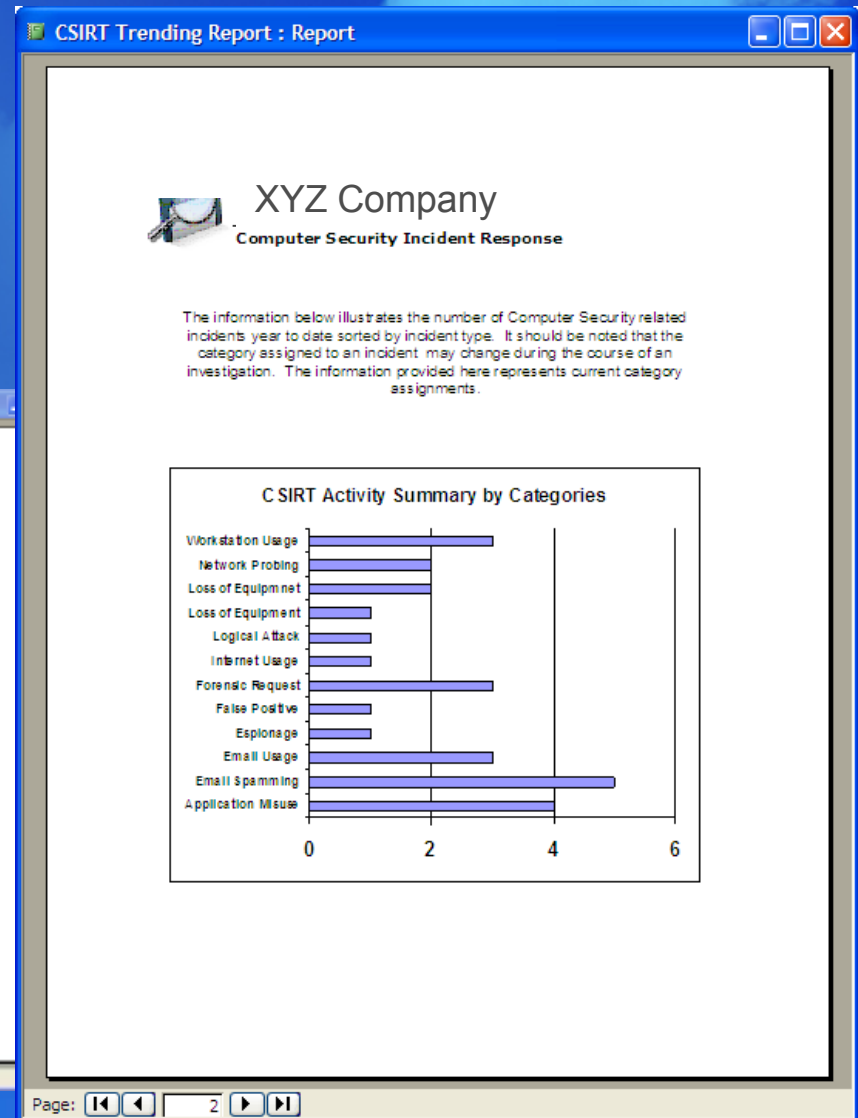 CSIRT Trending Report : Report
XYZ Company
Computer Security Incident Response
The information below illustrates the number of Computer Security related
incidents year to date sorted by incident type. It should be noted that the
category assigned to an incident may change during the course of an
investigation. The information provided here represents current category
assignments.
CSIRT Activity Summary by Categories
Workstation Usage
Network Probing
Loss of Equipmnet
Loss of Equipment
Logical Attack
Internet Usage
Forensic Request
False Positive
Espionage
Email Usage
Email Spamming
Application Misuse
0 2 4 6
Page: 2